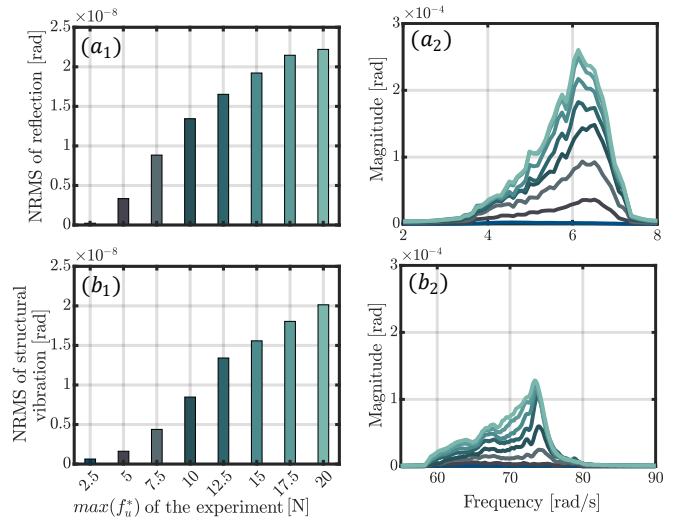 ×10⁻⁸
(a₁)
NRMS of reflection [rad]
2.5
2
1.5
1
0.5
0
×10⁻⁴
(a₂)
Magnitude [rad]
3
2
1
0
2 4 6 8
×10⁻⁸
(b₁)
NRMS of structural
vibration [rad]
2.5
2
1.5
1
0.5
0
2.5 5 7.5 10 12.5 15 17.5 20
max(f*ᵤ) of the experiment [N]
×10⁻⁴
(b₂)
Magnitude [rad]
3
2
1
0
60 70 80 90
Frequency [rad/s]